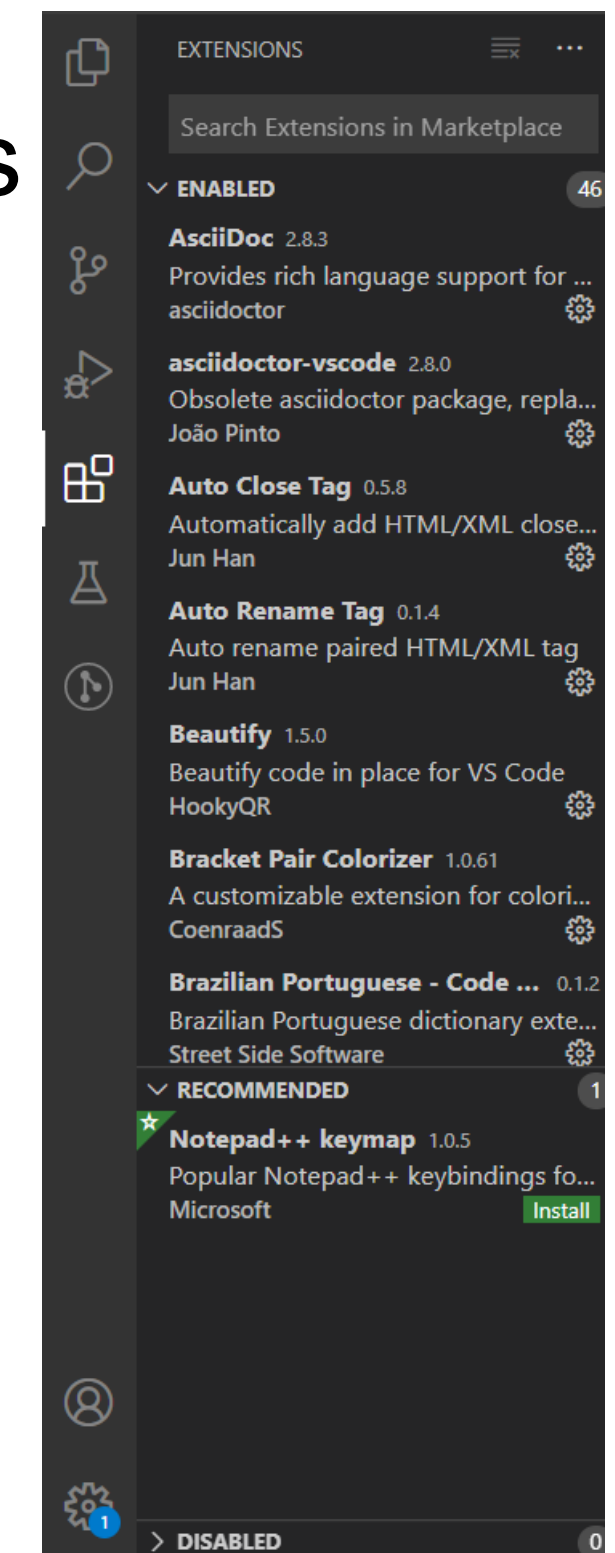 s
EXTENSIONS
Search Extensions in Marketplace
ENABLED 46
AsciiDoc 2.8.3
Provides rich language support for ...
asciidoctor
asciidoctor-vscode 2.8.0
Obsolete asciidoctor package, repla...
João Pinto
Auto Close Tag 0.5.8
Automatically add HTML/XML close...
Jun Han
Auto Rename Tag 0.1.4
Auto rename paired HTML/XML tag
Jun Han
Beautify 1.5.0
Beautify code in place for VS Code
HookyQR
Bracket Pair Colorizer 1.0.61
A customizable extension for colori...
CoenraadS
Brazilian Portuguese - Code ... 0.1.2
Brazilian Portuguese dictionary exte...
Street Side Software
RECOMMENDED 1
Notepad++ keymap 1.0.5
Popular Notepad++ keybindings fo...
Microsoft Install
1
DISABLED 0